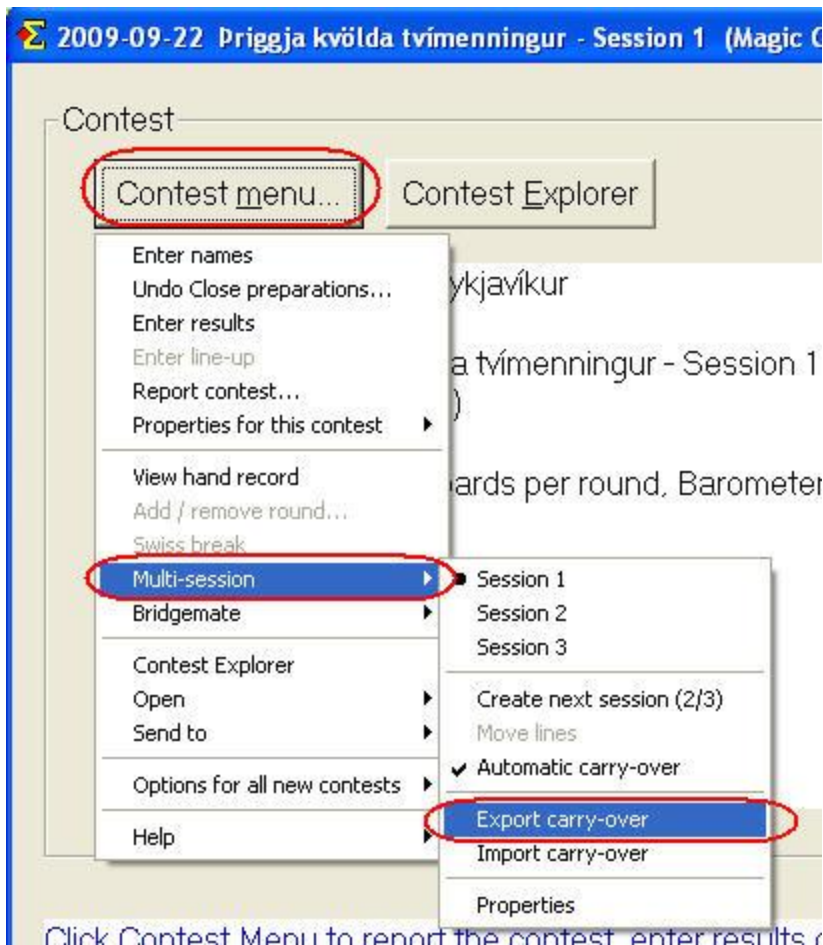 2009-09-22 Þriggja kvölda tvímenningur - Session 1 (Magic
Contest
Contest menu...
Contest Explorer
Enter names
Undo Close preparations...
Enter results
Enter line-up
Report contest...
Properties for this contest
View hand record
Add / remove round...
Swiss break
Multi-session
Bridgemate
Contest Explorer
Open
Send to
Options for all new contests
Help
ykjavíkur
a tvímenningur - Session 1
)
ards per round, Barometer
Session 1
Session 2
Session 3
Create next session (2/3)
Move lines
Automatic carry-over
Export carry-over
Import carry-over
Properties
Click Contest Menu to report the contest, enter results